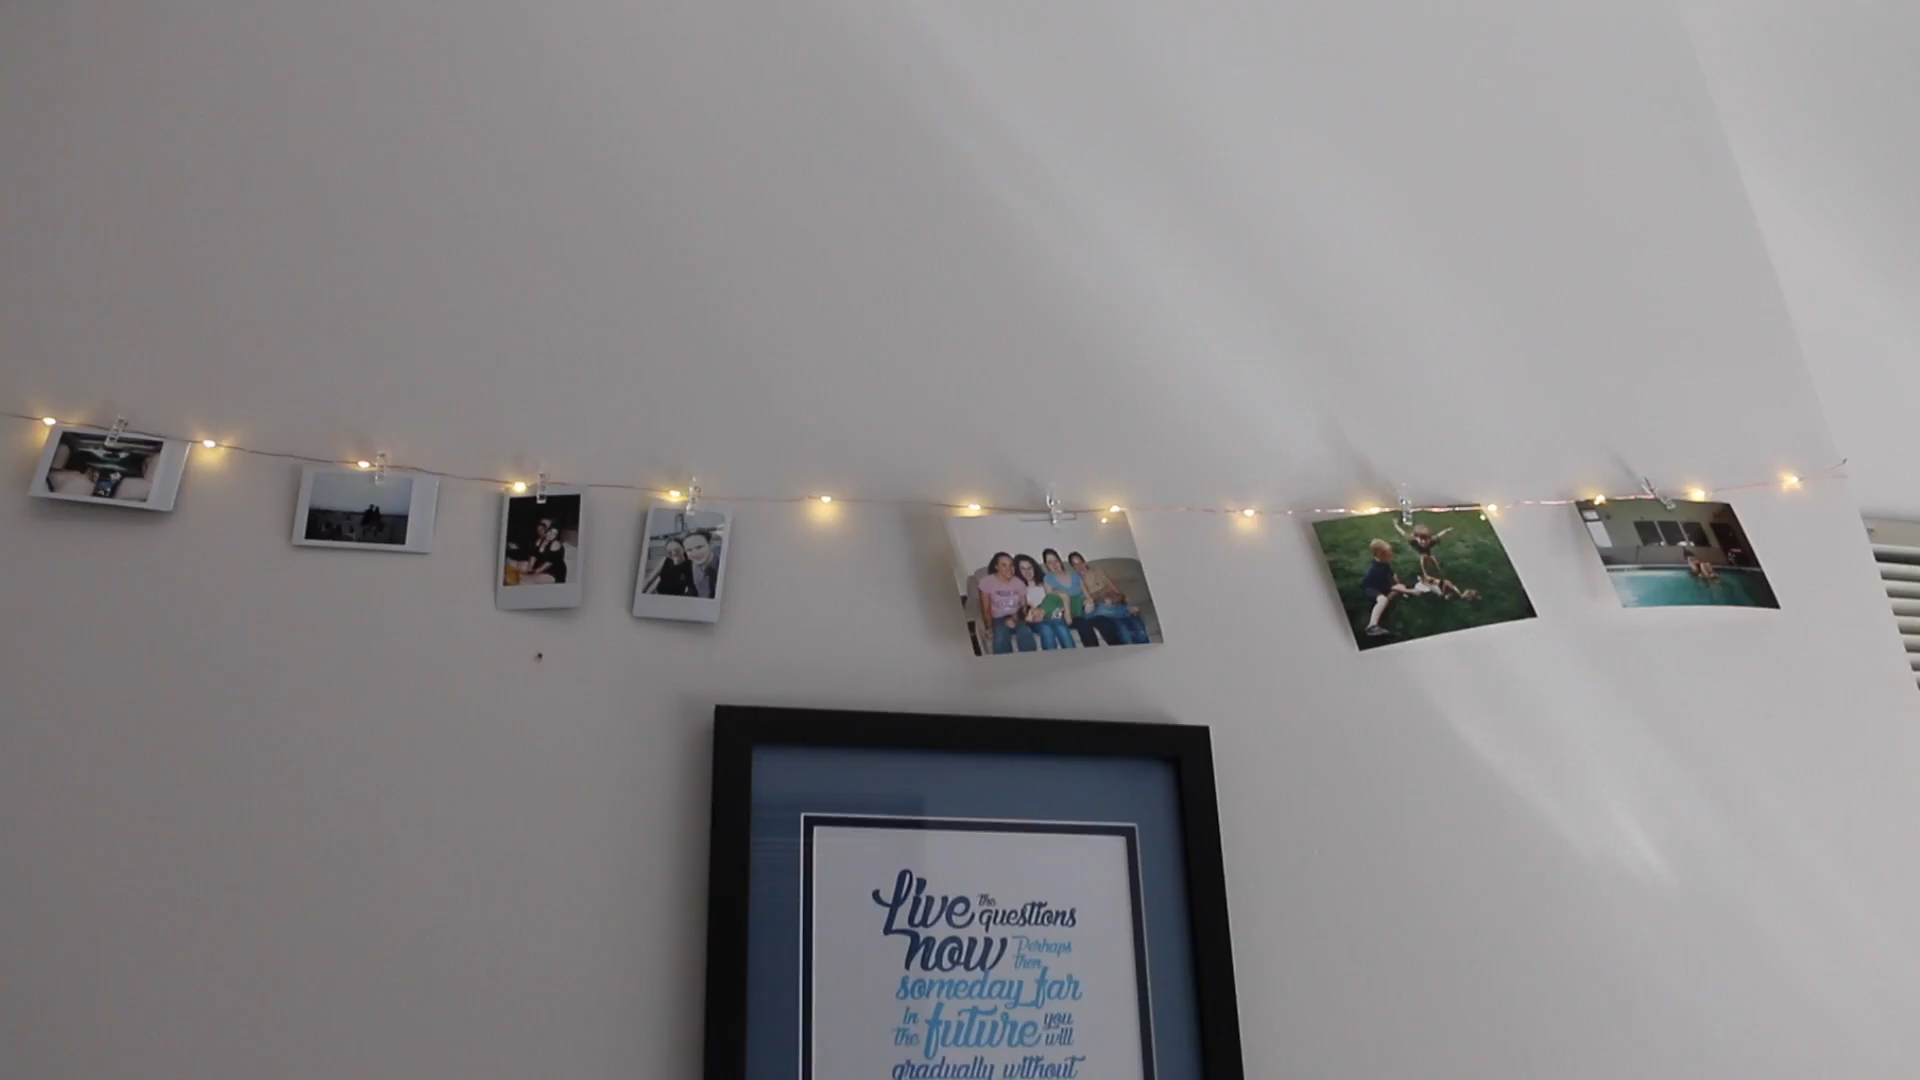 Live the questions
now Perhaps then
someday far
in the future you will
gradually without